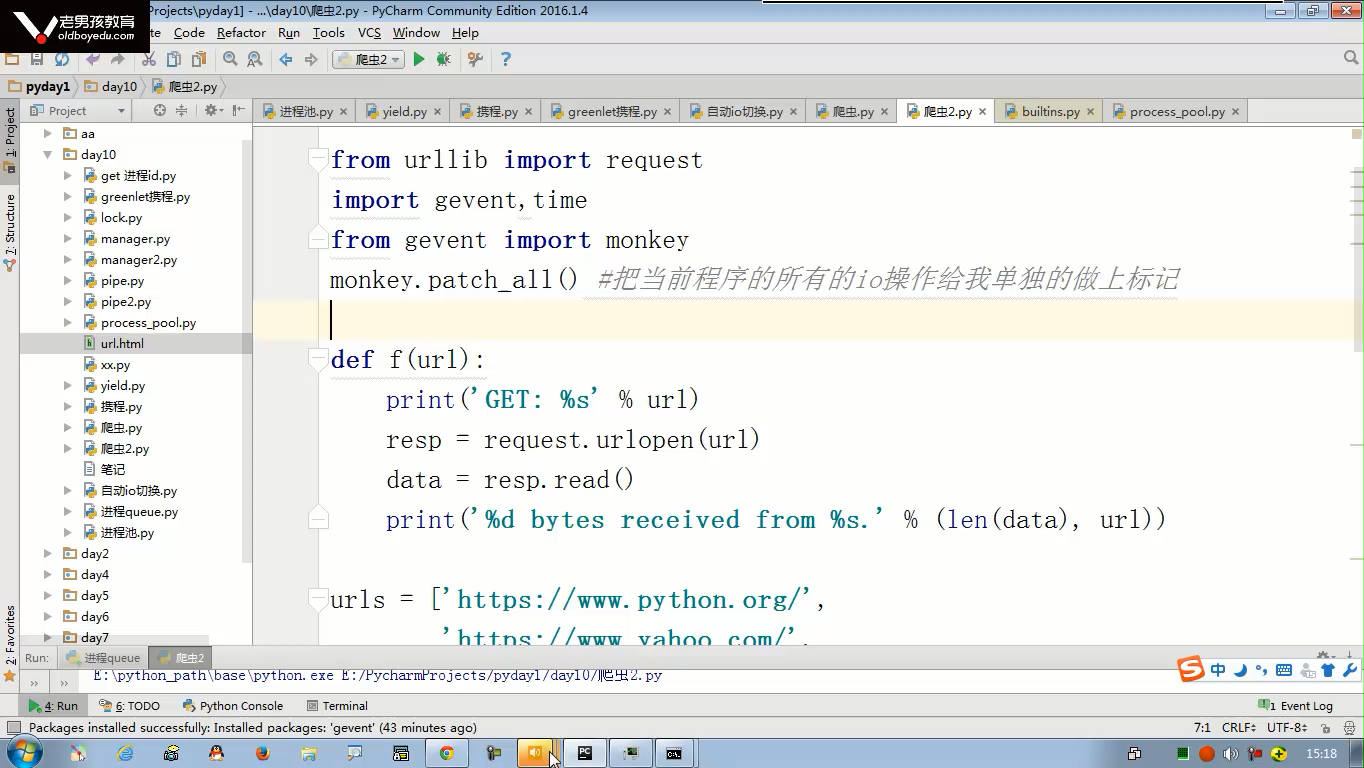 老男孩教育
oldboyedu.com
Projects\pyday1] - ...\day10\爬虫2.py - PyCharm Community Edition 2016.1.4
te Code Refactor Run Tools VCS Window Help
爬虫2
pyday1 day10 爬虫2.py
Project
进程池.py yield.py 携程.py greenlet携程.py 自动io切换.py 爬虫.py 爬虫2.py builtins.py process_pool.py
1: Project
7: Structure
2: Favorites
aa
day10
get 进程id.py
greenlet携程.py
lock.py
manager.py
manager2.py
pipe.py
pipe2.py
process_pool.py
url.html
xx.py
yield.py
携程.py
爬虫.py
爬虫2.py
笔记
自动io切换.py
进程queue.py
进程池.py
day2
day4
day5
day6
day7
from urllib import request
import gevent,time
from gevent import monkey
monkey.patch_all() #把当前程序的所有的io操作给我单独的做上标记
def f(url):
print('GET: %s' % url)
resp = request.urlopen(url)
data = resp.read()
print('%d bytes received from %s.' % (len(data), url))
urls = ['https://www.python.org/',
'https://www.yahoo.com/',
Run: 进程queue 爬虫2
E:\python_path\base\python.exe E:/PycharmProjects/pyday1/day10/爬虫2.py
中
4: Run 6: TODO Python Console Terminal 1 Event Log
Packages installed successfully: Installed packages: 'gevent' (43 minutes ago) 7:1 CRLF UTF-8
15:18